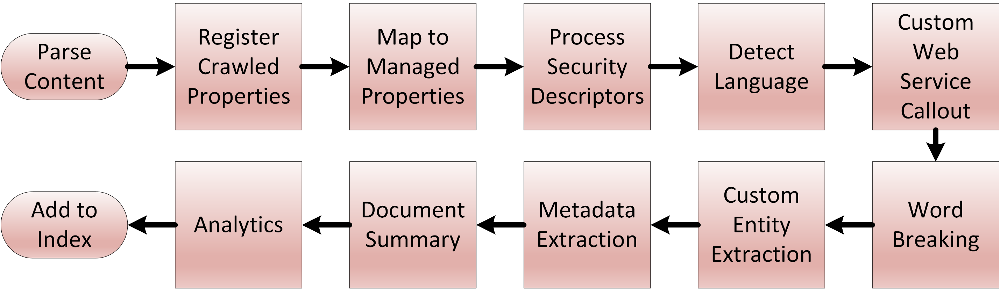 Parse
Content
Register
Crawled
Properties
Map to
Managed
Properties
Process
Security
Descriptors
Detect
Language
Custom
Web
Service
Callout
Word
Breaking
Custom
Entity
Extraction
Metadata
Extraction
Document
Summary
Analytics
Add to
Index